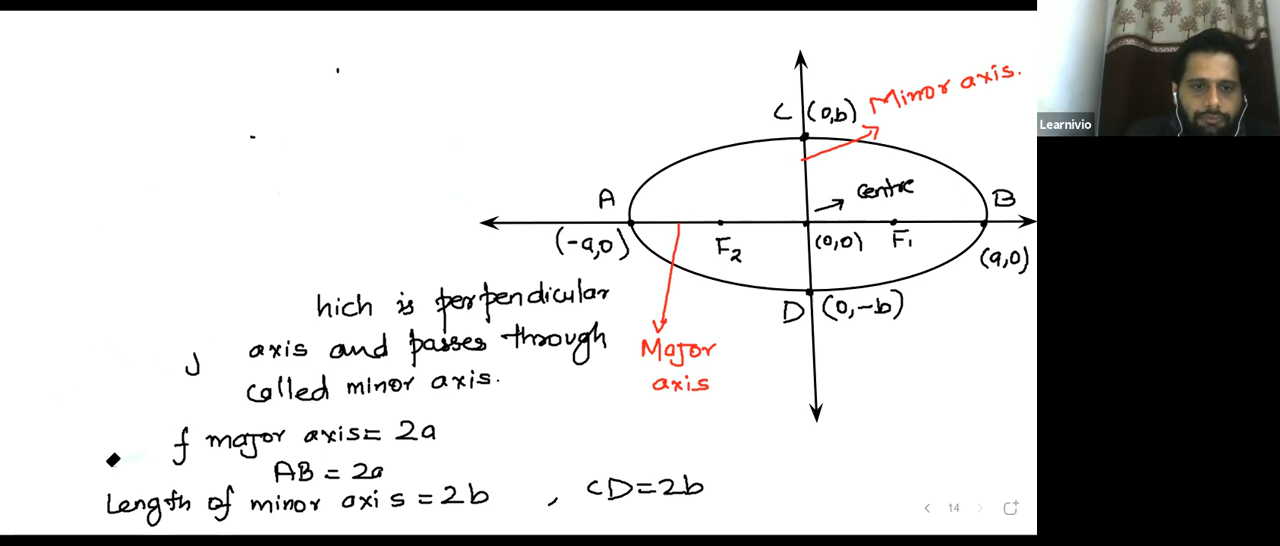 Minor axis.
C (0,b)
Learnivio
centre
A
B
(-a,0)
F2
(0,0)
F1
(a,0)
D (0,-b)
hich is perpendicular
axis and passes through
called minor axis.
Major
axis
f major axis = 2a
AB = 2a
Length of minor axis = 2b , CD=2b
14